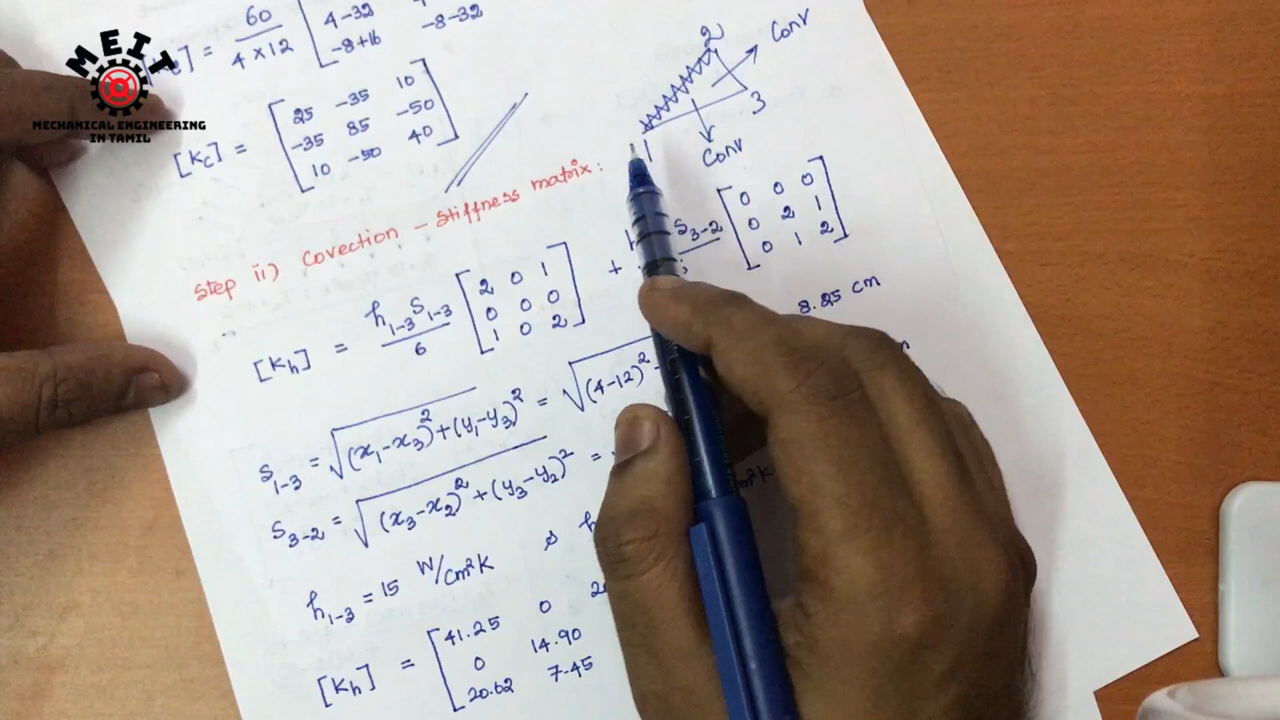 MEIT
MECHANICAL ENGINEERING
IN TAMIL
= 60 / 4×12 [ 4-32
-8+16 -8-32
[Kc] = [ 25 -35 10
-35 85 -50
10 -50 40 ]
2
Conv
3
1
Conv
Step ii) Covection - stiffness matrix:
[Kh] = h1-3 S1-3 / 6 [ 2 0 1
0 0 0
1 0 2 ] + S3-2 [ 0 0 0
0 2 1
0 1 2 ]
S1-3 = √(x1-x3)² + (y1-y3)² = √(4-12)² 8.25 cm
S3-2 = √(x3-x2)² + (y3-y2)² =
h1-3 = 15 W/cm²K & h cm²K
[Kh] = [ 41.25 0
0 14.90
20.62 7.45